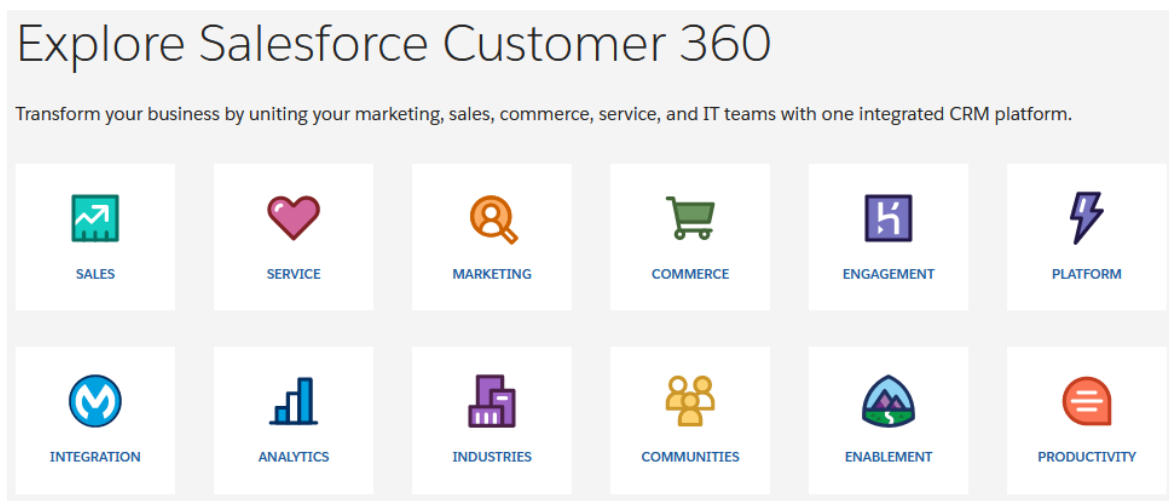 Explore Salesforce Customer 360
Transform your business by uniting your marketing, sales, commerce, service, and IT teams with one integrated CRM platform.
SALES
SERVICE
MARKETING
COMMERCE
ENGAGEMENT
PLATFORM
INTEGRATION
ANALYTICS
INDUSTRIES
COMMUNITIES
ENABLEMENT
PRODUCTIVITY